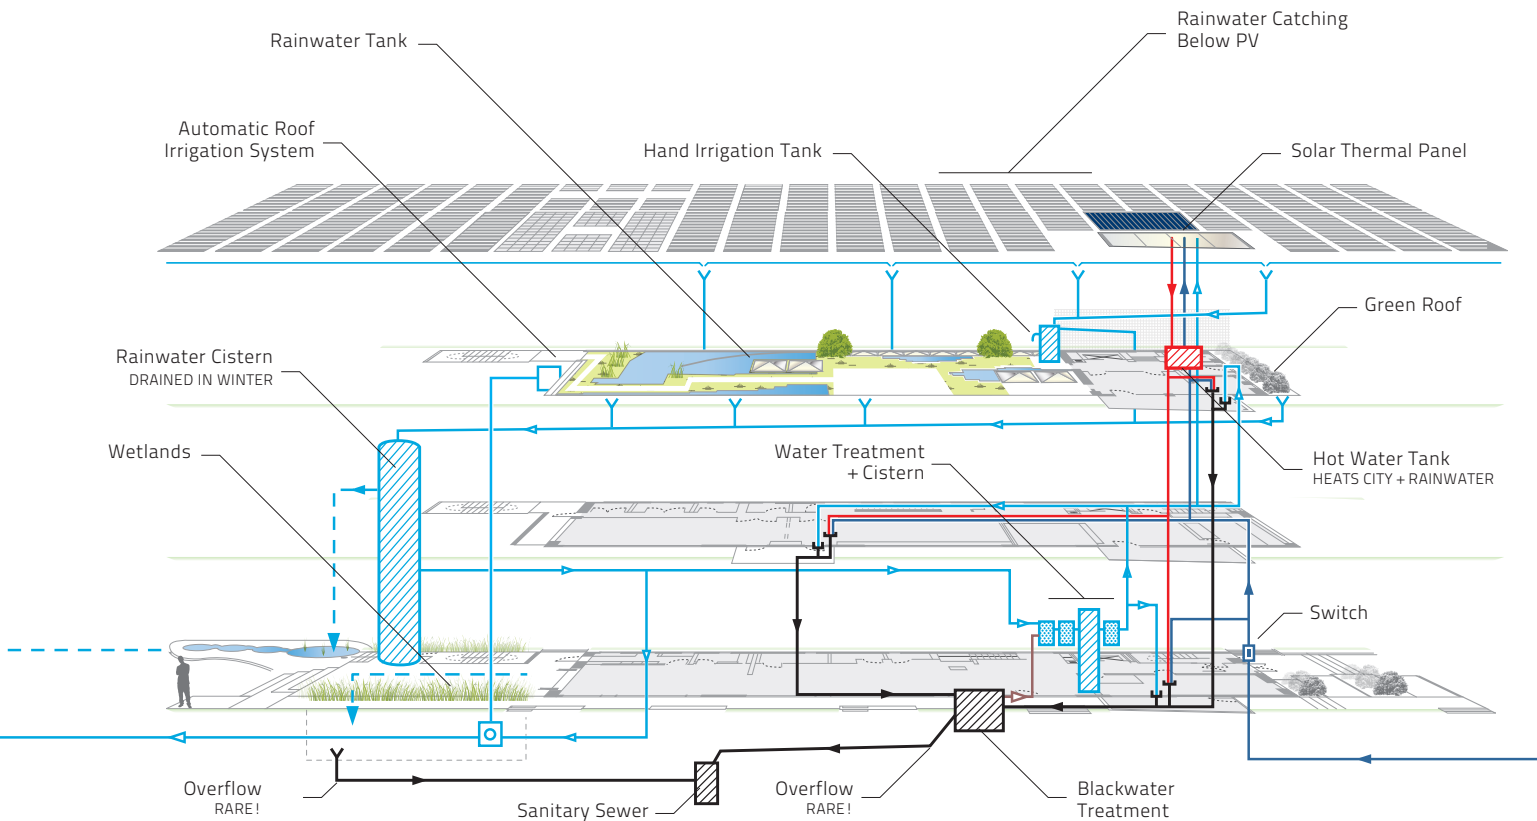 Rainwater Catching
Below PV
Rainwater Tank
Automatic Roof
Irrigation System
Hand Irrigation Tank
Solar Thermal Panel
Green Roof
Rainwater Cistern
DRAINED IN WINTER
Wetlands
Water Treatment
+ Cistern
Hot Water Tank
HEATS CITY + RAINWATER
Switch
Overflow
RARE!
Sanitary Sewer
Overflow
RARE!
Blackwater
Treatment